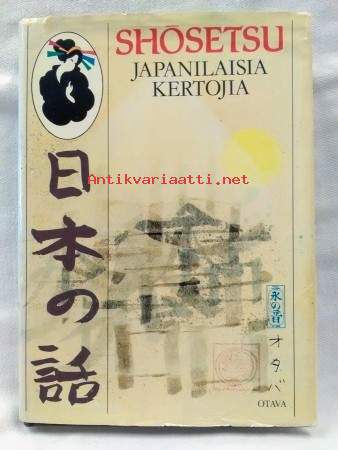 SHŌSETSU
JAPANILAISIA
KERTOJIA
Antikvariaatti.net
日本の話
オタバ
OTAVA